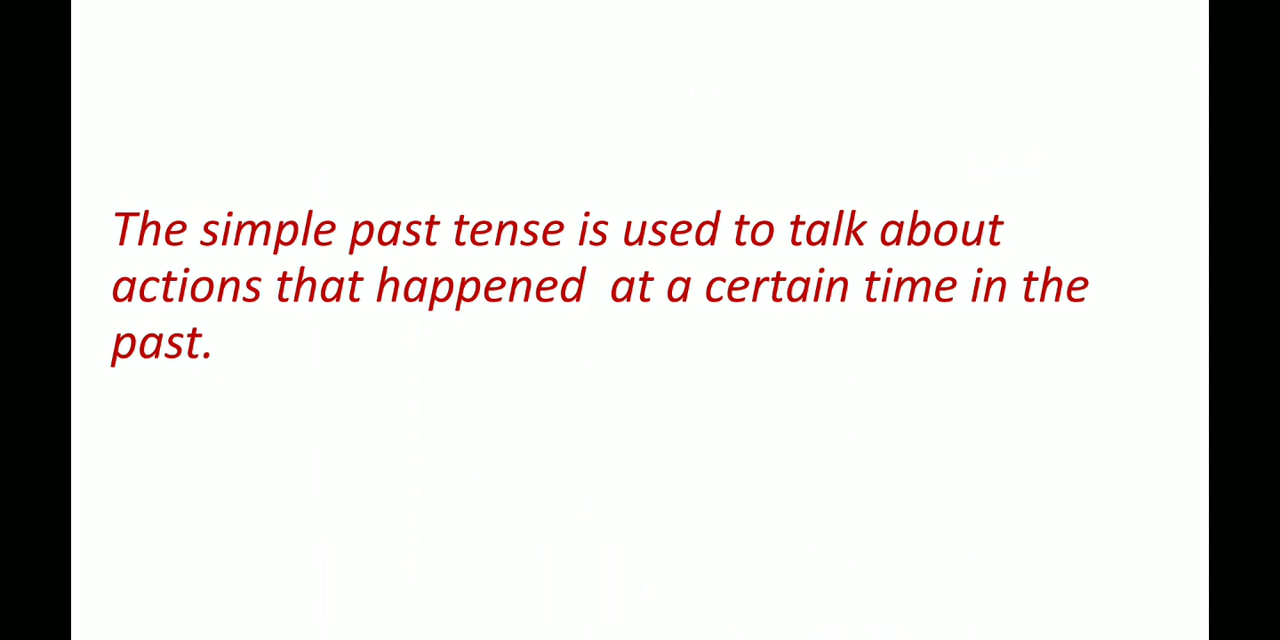 The simple past tense is used to talk about
actions that happened  at a certain time in the
past.